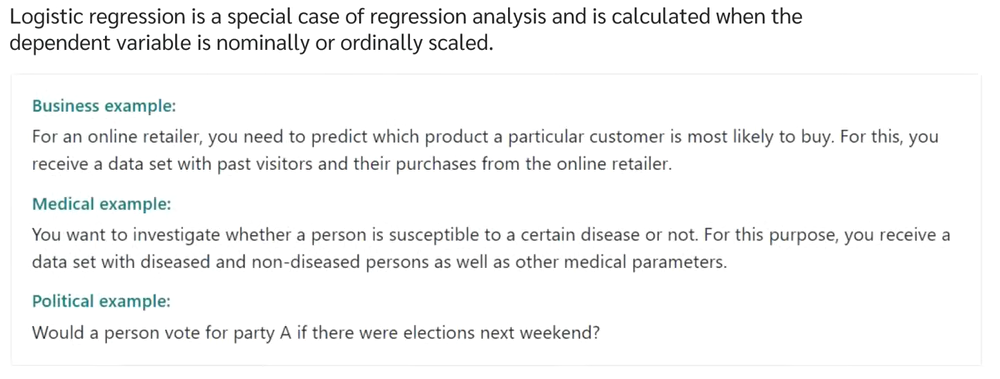 Logistic regression is a special case of regression analysis and is calculated when the
dependent variable is nominally or ordinally scaled.
Business example:
For an online retailer, you need to predict which product a particular customer is most likely to buy. For this, you
receive a data set with past visitors and their purchases from the online retailer.
Medical example:
You want to investigate whether a person is susceptible to a certain disease or not. For this purpose, you receive a
data set with diseased and non-diseased persons as well as other medical parameters.
Political example:
Would a person vote for party A if there were elections next weekend?